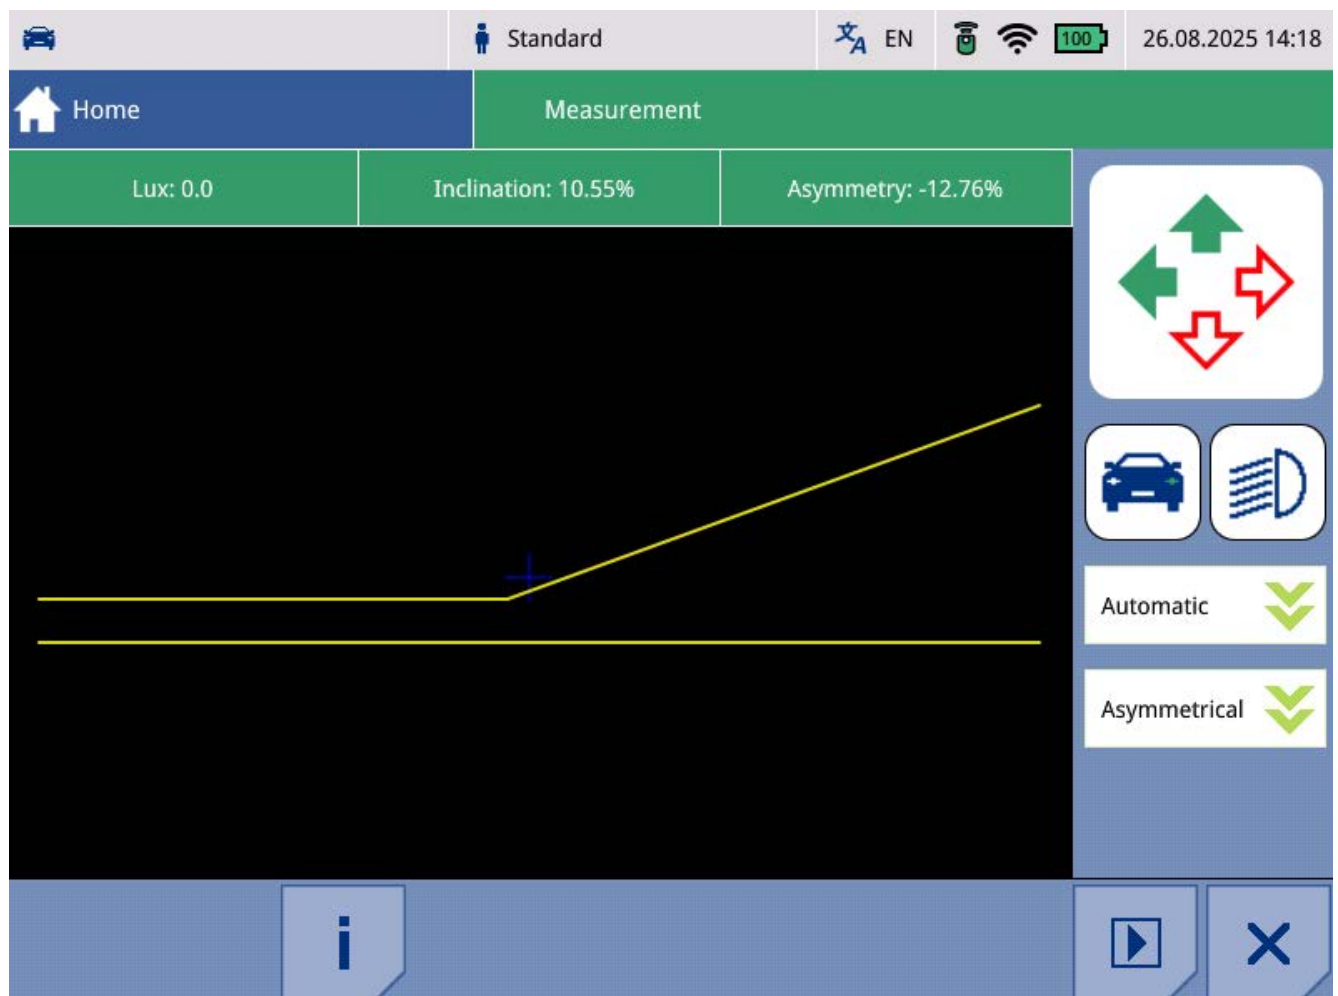 Standard
EN
100
26.08.2025 14:18
Home
Measurement
Lux: 0.0
Inclination: 10.55%
Asymmetry: -12.76%
Automatic
Asymmetrical
i